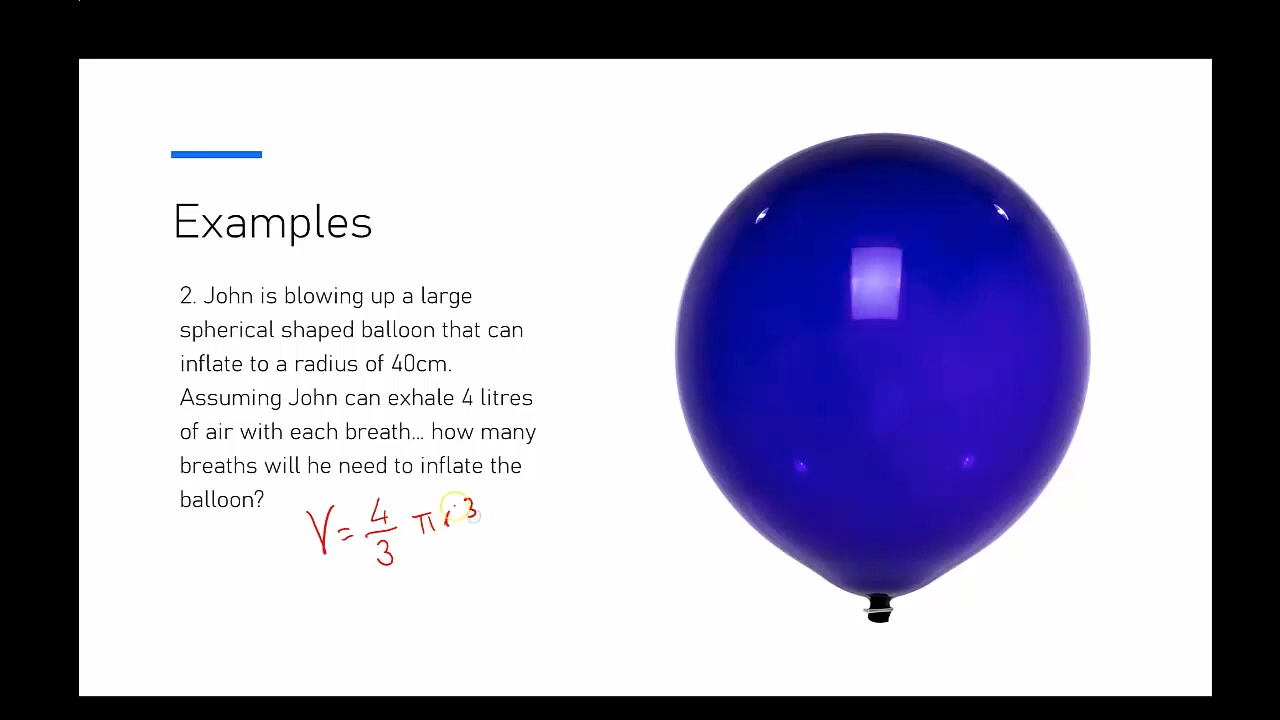 Examples
2. John is blowing up a large
spherical shaped balloon that can
inflate to a radius of 40cm.
Assuming John can exhale 4 litres
of air with each breath... how many
breaths will he need to inflate the
balloon?
V = 4/3 πr³